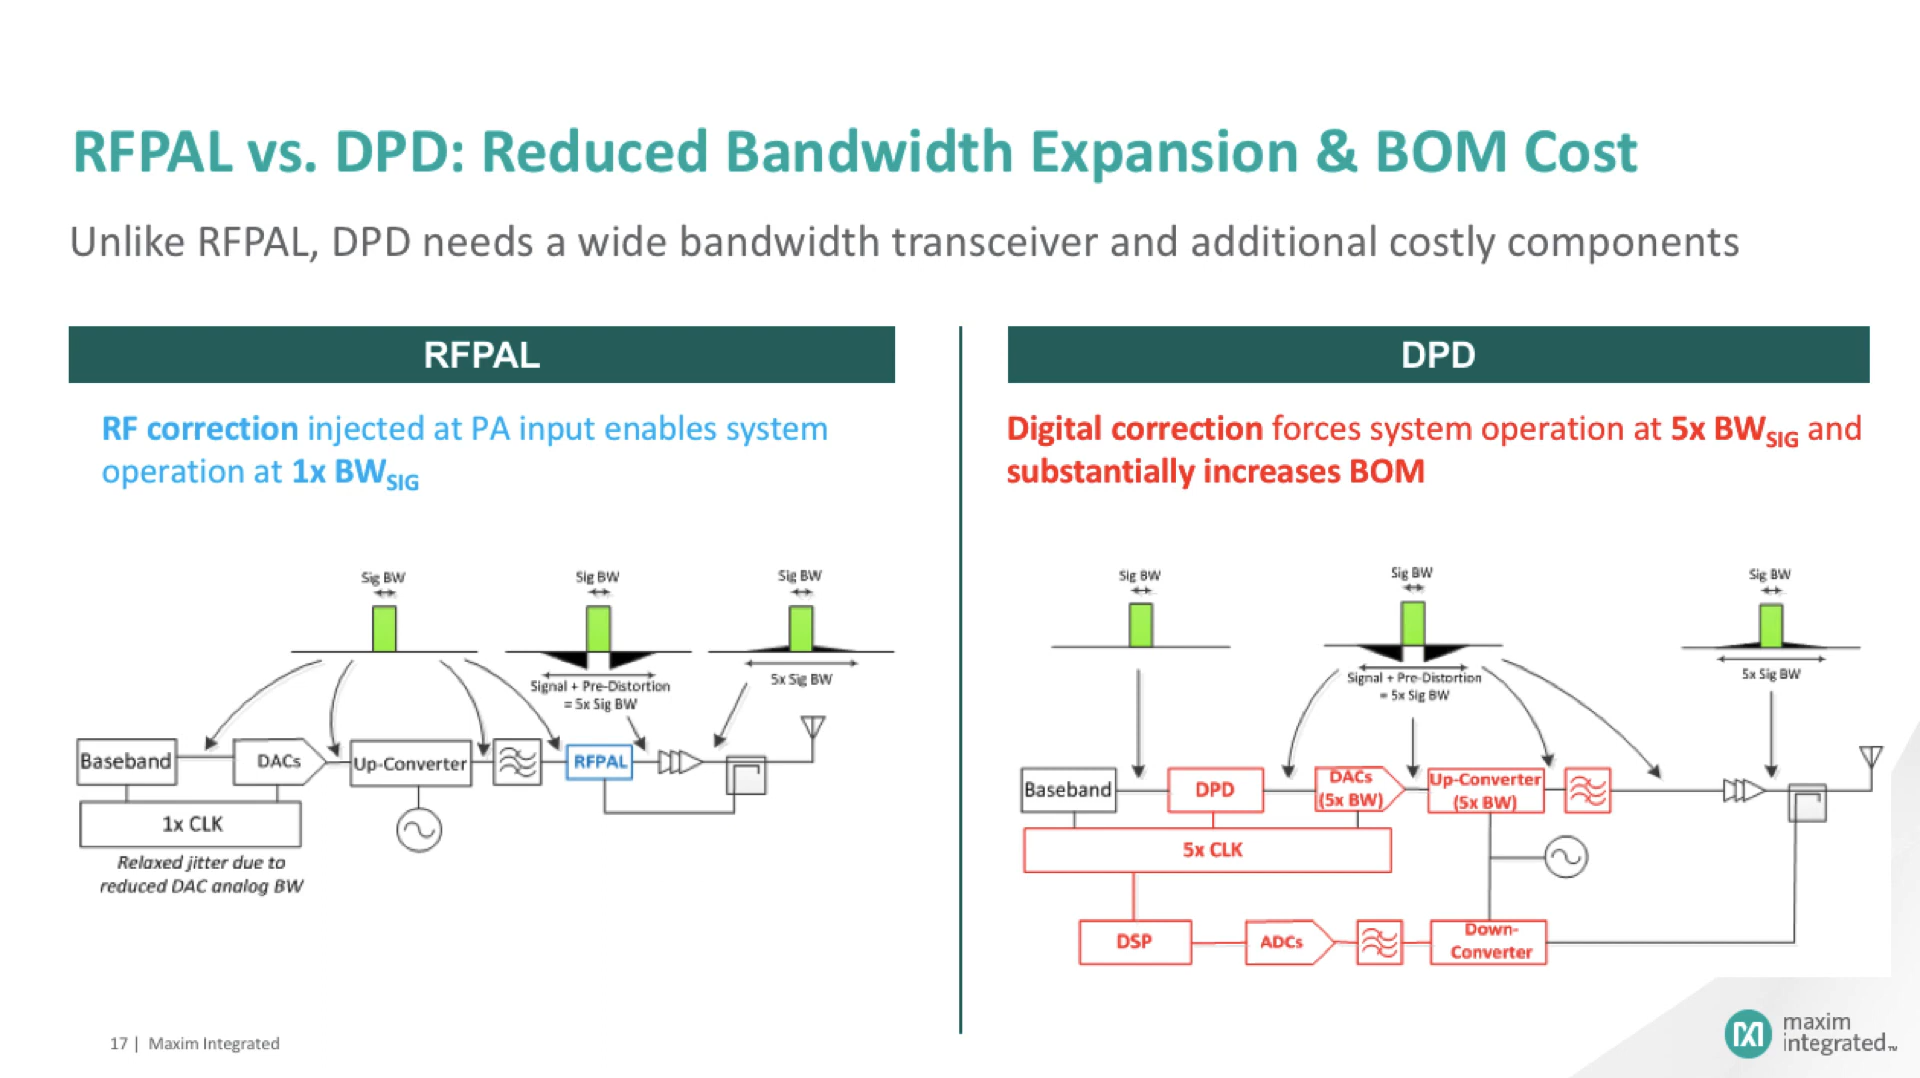 RFPAL vs. DPD: Reduced Bandwidth Expansion & BOM Cost
Unlike RFPAL, DPD needs a wide bandwidth transceiver and additional costly components
RFPAL
RF correction injected at PA input enables system
operation at 1x BWSIG
Sig BW
Sig BW
Sig BW
Signal + Pre-Distortion
= 5x Sig BW
5x Sig BW
Baseband
DACs
Up-Converter
RFPAL
1x CLK
Relaxed jitter due to
reduced DAC analog BW
DPD
Digital correction forces system operation at 5x BWSIG and
substantially increases BOM
Sig BW
Sig BW
Sig BW
Signal + Pre-Distortion
= 5x Sig BW
5x Sig BW
Baseband
DPD
DACs
(5x BW)
Up-Converter
(5x BW)
5x CLK
DSP
ADCs
Down-
Converter
17 | Maxim Integrated
maxim
integrated™